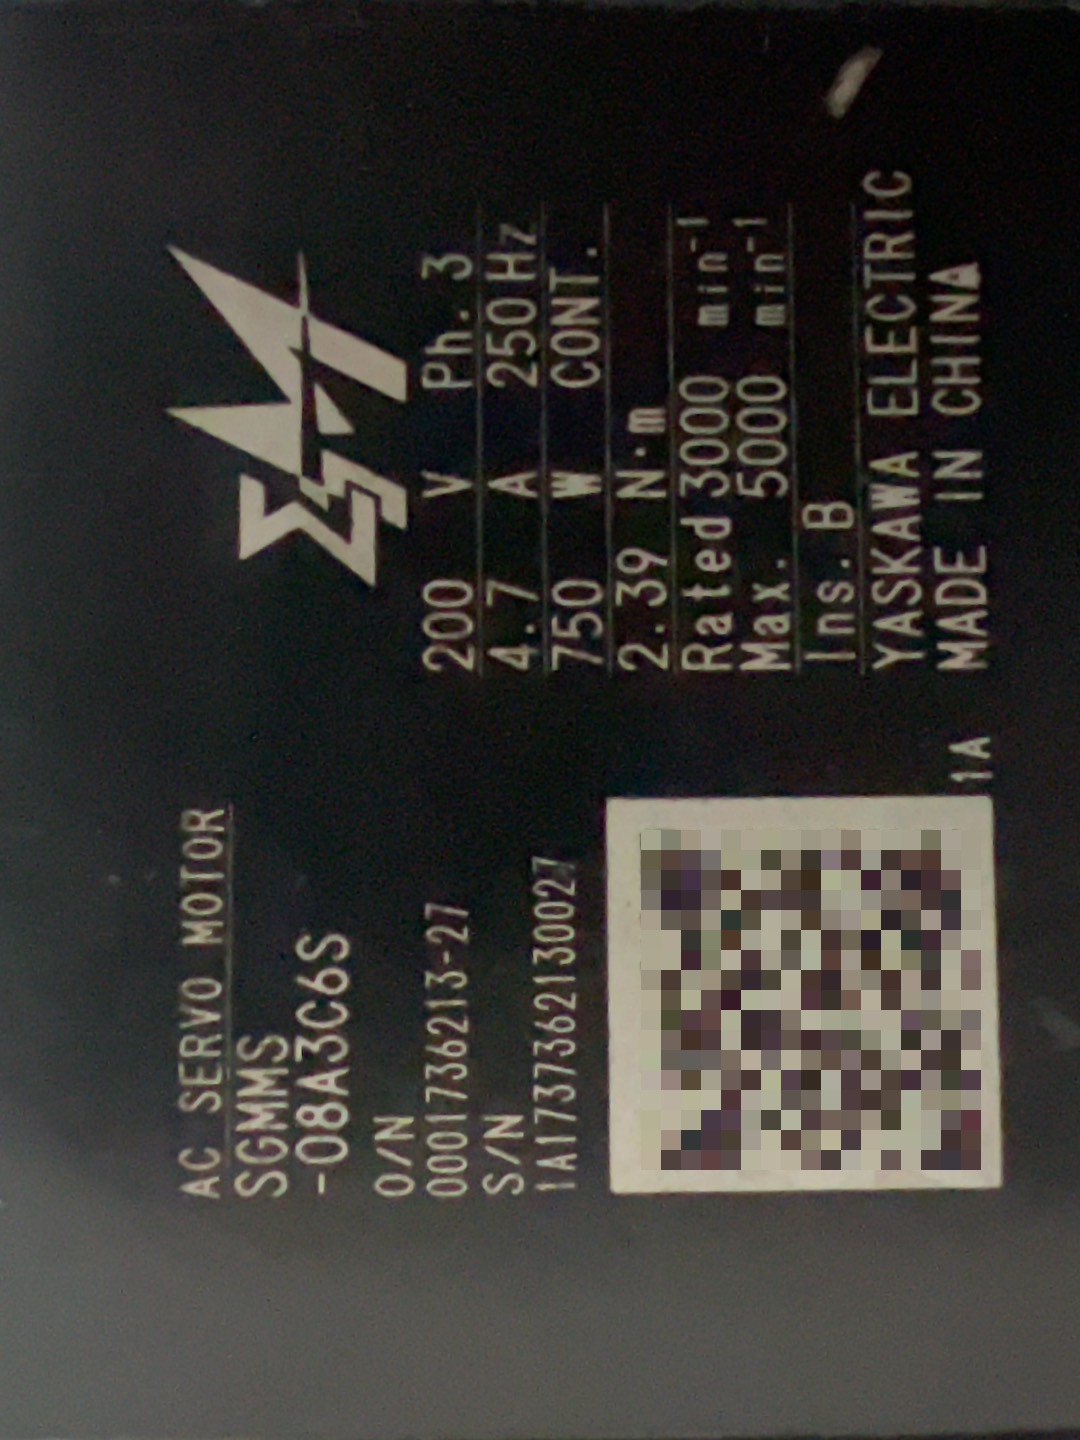 AC SERVO MOTOR
SGMMS
-08A3C6S
O/N
0001736213-27
S/N
1A1737362130027
Σ-7
200 V Ph. 3
4.7 A 250 Hz
750 W CONT.
2.39 N·m
Rated 3000 min⁻¹
Max. 5000 min⁻¹
Ins. B
YASKAWA ELECTRIC
1A MADE IN CHINA